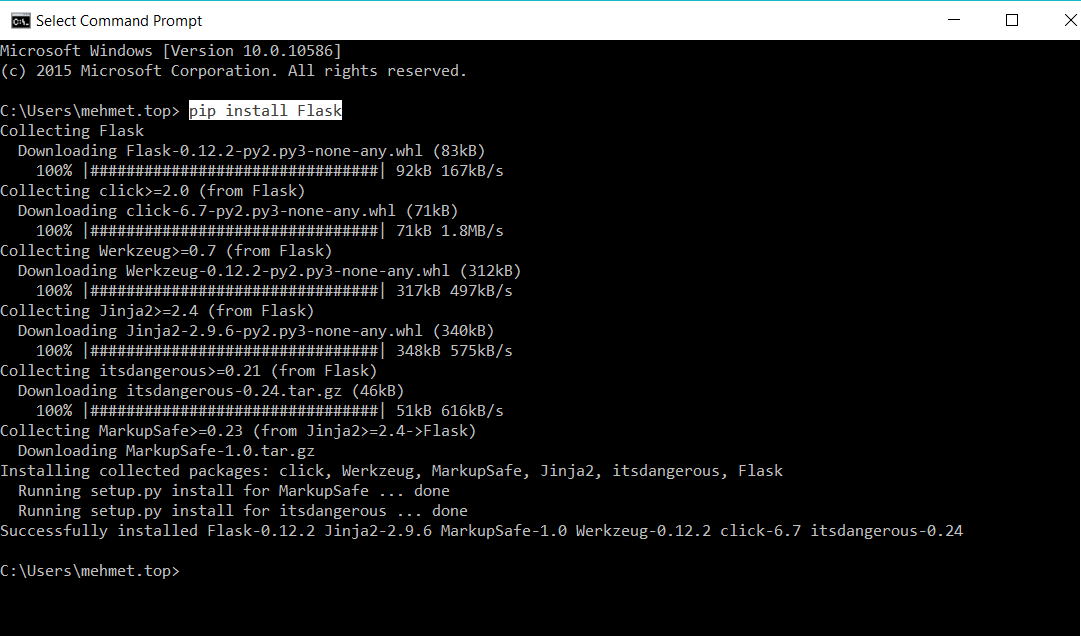 Select Command Prompt
Microsoft Windows [Version 10.0.10586]
(c) 2015 Microsoft Corporation. All rights reserved.
C:\Users\mehmet.top> pip install Flask
Collecting Flask
  Downloading Flask-0.12.2-py2.py3-none-any.whl (83kB)
    100% |################################| 92kB 167kB/s
Collecting click>=2.0 (from Flask)
  Downloading click-6.7-py2.py3-none-any.whl (71kB)
    100% |################################| 71kB 1.8MB/s
Collecting Werkzeug>=0.7 (from Flask)
  Downloading Werkzeug-0.12.2-py2.py3-none-any.whl (312kB)
    100% |################################| 317kB 497kB/s
Collecting Jinja2>=2.4 (from Flask)
  Downloading Jinja2-2.9.6-py2.py3-none-any.whl (340kB)
    100% |################################| 348kB 575kB/s
Collecting itsdangerous>=0.21 (from Flask)
  Downloading itsdangerous-0.24.tar.gz (46kB)
    100% |################################| 51kB 616kB/s
Collecting MarkupSafe>=0.23 (from Jinja2>=2.4->Flask)
  Downloading MarkupSafe-1.0.tar.gz
Installing collected packages: click, Werkzeug, MarkupSafe, Jinja2, itsdangerous, Flask
  Running setup.py install for MarkupSafe ... done
  Running setup.py install for itsdangerous ... done
Successfully installed Flask-0.12.2 Jinja2-2.9.6 MarkupSafe-1.0 Werkzeug-0.12.2 click-6.7 itsdangerous-0.24
C:\Users\mehmet.top>